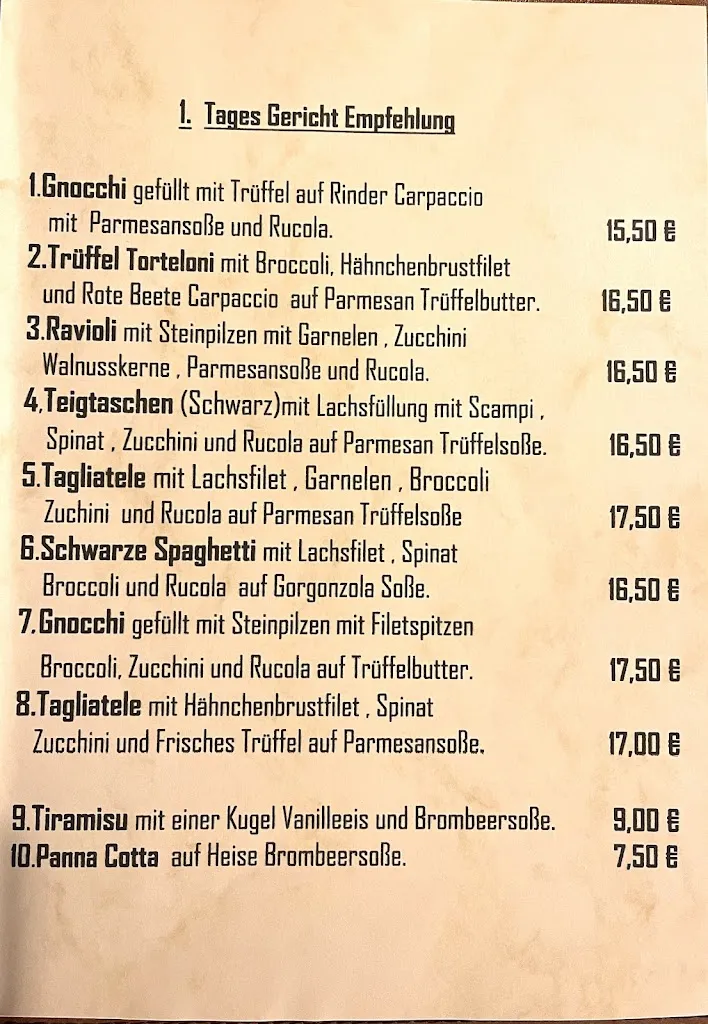 1. Tages Gericht Empfehlung
1.Gnocchi gefüllt mit Trüffel auf Rinder Carpaccio
mit Parmesansoße und Rucola. 15,50 €
2.Trüffel Torteloni mit Broccoli, Hähnchenbrustfilet
und Rote Beete Carpaccio auf Parmesan Trüffelbutter. 16,50 €
3.Ravioli mit Steinpilzen mit Garnelen , Zucchini
Walnusskerne , Parmesansoße und Rucola. 16,50 €
4.Teigtaschen (Schwarz)mit Lachsfüllung mit Scampi ,
Spinat , Zucchini und Rucola auf Parmesan Trüffelsoße. 16,50 €
5.Tagliatele mit Lachsfilet , Garnelen , Broccoli
Zuchini und Rucola auf Parmesan Trüffelsoße 17,50 €
6.Schwarze Spaghetti mit Lachsfilet , Spinat
Broccoli und Rucola auf Gorgonzola Soße. 16,50 €
7.Gnocchi gefüllt mit Steinpilzen mit Filetspitzen
Broccoli, Zucchini und Rucola auf Trüffelbutter. 17,50 €
8.Tagliatele mit Hähnchenbrustfilet , Spinat
Zucchini und Frisches Trüffel auf Parmesansoße. 17,00 €
9.Tiramisu mit einer Kugel Vanilleeis und Brombeersoße. 9,00 €
10.Panna Cotta auf Heise Brombeersoße. 7,50 €